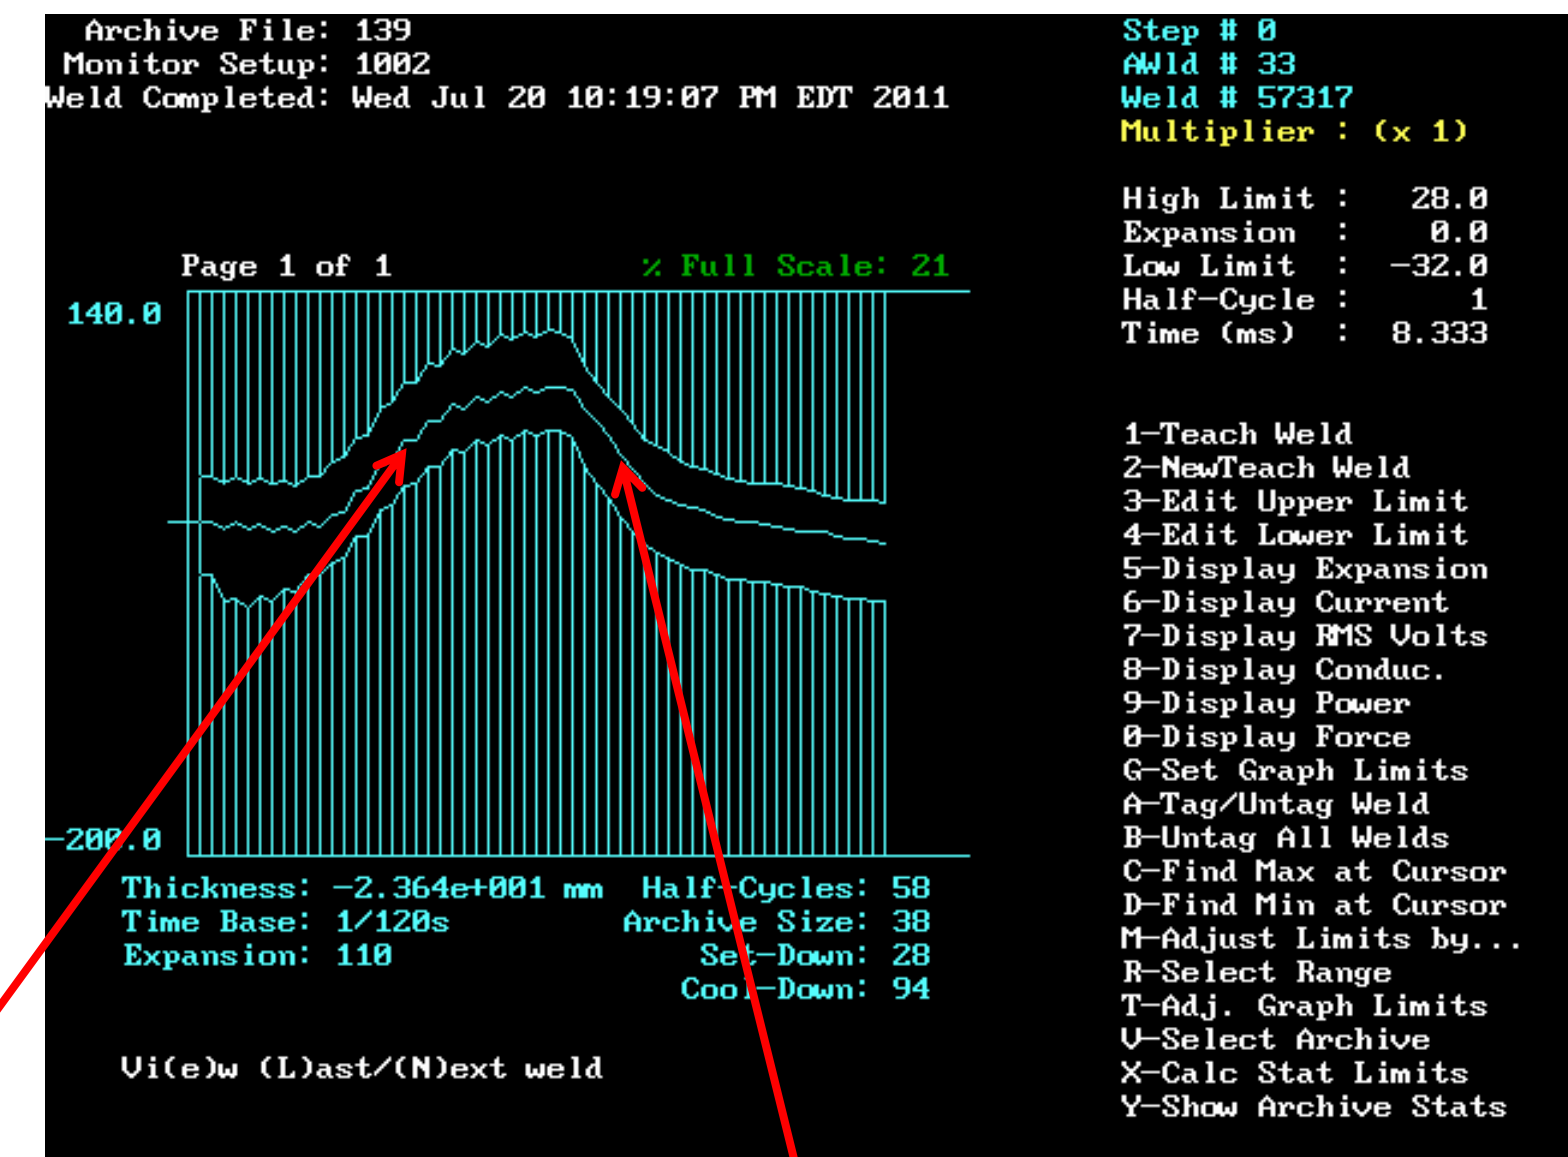 Archive File: 139
Monitor Setup: 1002
Weld Completed: Wed Jul 20 10:19:07 PM EDT 2011
Step # 0
AWld # 33
Weld # 57317
Multiplier : (x 1)
High Limit : 28.0
Expansion : 0.0
Low Limit : -32.0
Half-Cycle : 1
Time (ms) : 8.333
Page 1 of 1 % Full Scale: 21
140.0
-200.0
Thickness: -2.364e+001 mm Half-Cycles: 58
Time Base: 1/120s Archive Size: 38
Expansion: 110 Set-Down: 28
Cool-Down: 94
Vi(e)w (L)ast/(N)ext weld
1-Teach Weld
2-NewTeach Weld
3-Edit Upper Limit
4-Edit Lower Limit
5-Display Expansion
6-Display Current
7-Display RMS Volts
8-Display Conduc.
9-Display Power
0-Display Force
G-Set Graph Limits
A-Tag/Untag Weld
B-Untag All Welds
C-Find Max at Cursor
D-Find Min at Cursor
M-Adjust Limits by...
R-Select Range
T-Adj. Graph Limits
V-Select Archive
X-Calc Stat Limits
Y-Show Archive Stats